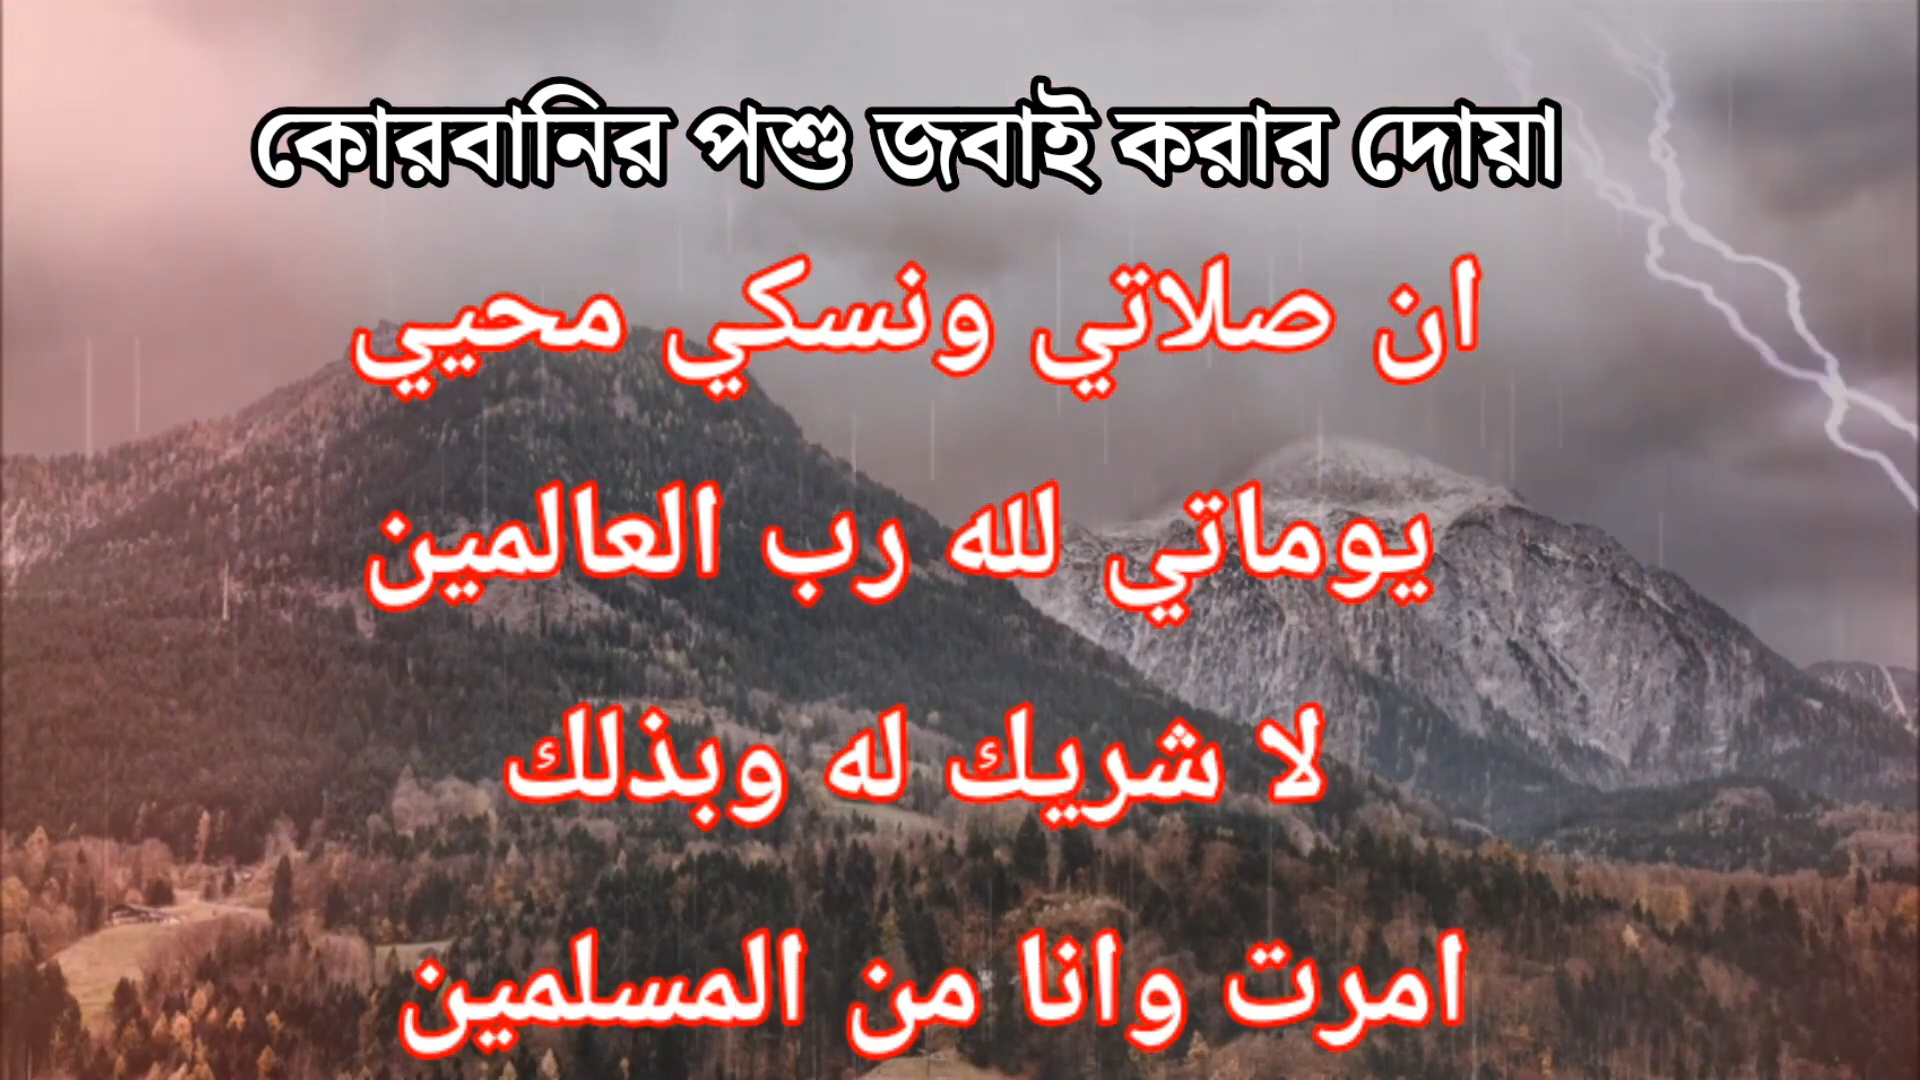 কোরবানির পশু জবাই করার দোয়া
ان صلاتي ونسكي محيي
يوماتي لله رب العالمين
لا شريك له وبذلك
امرت وانا من المسلمين